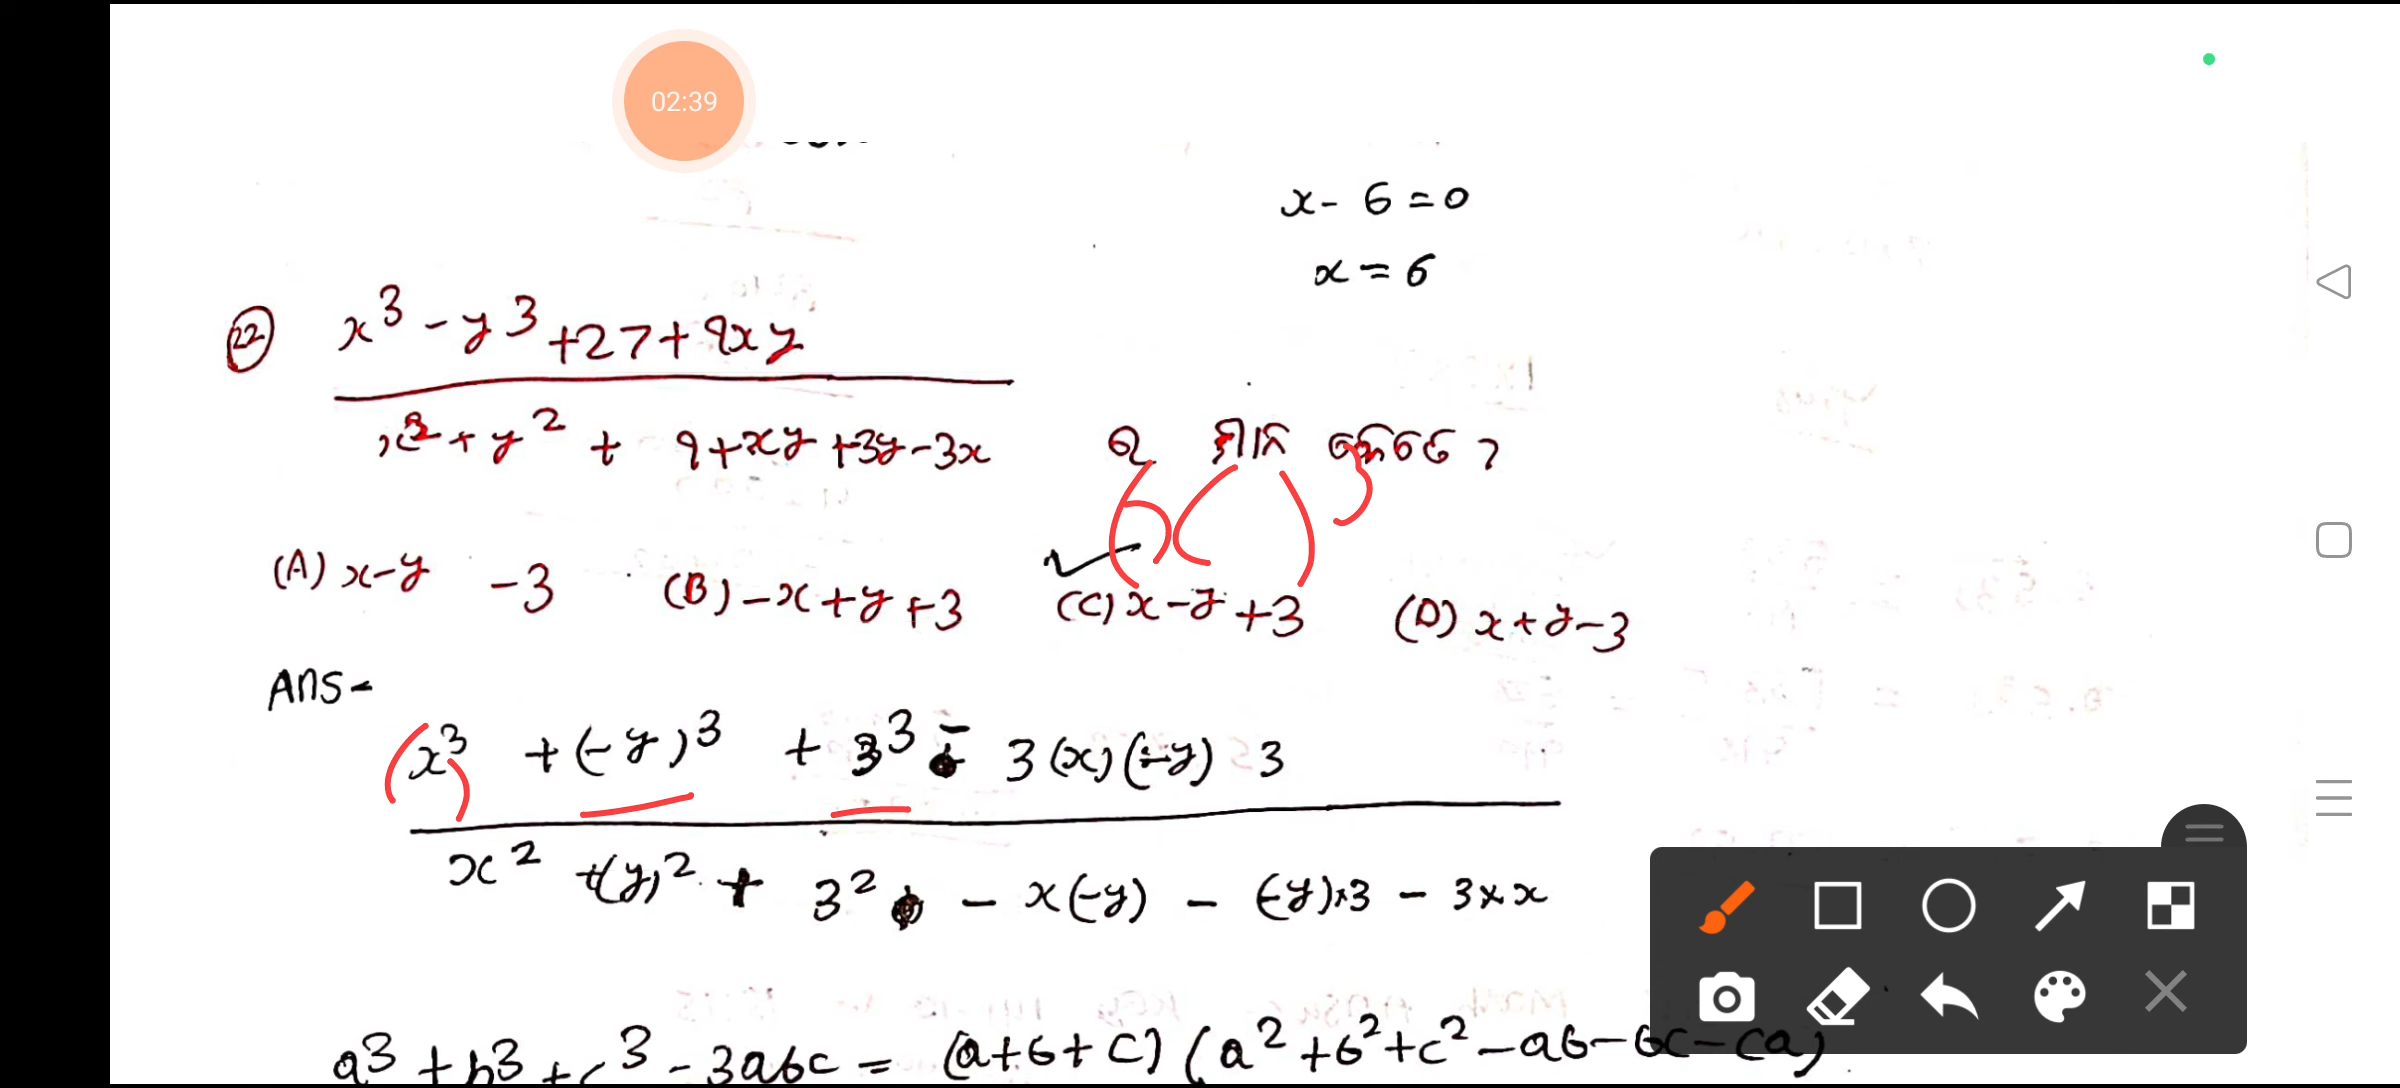 02:39
x - 6 = 0
x = 6
(22) x³ - y³ + 27 + 9xy
x² + y² + 9 + xy + 3y - 3x ର ମାନ କେତେ ?
(A) x - y - 3 (B) - x + y + 3 (C) x - y + 3 (D) x + y - 3
Ans -
x³ + (-y)³ + 3³ - 3(x)(-y) 3
x² + (y)² + 3² - x(-y) - (-y)×3 - 3×x
a³ + b³ + c³ - 3abc = (a+b+c) (a² + b² + c² - ab - bc - ca)